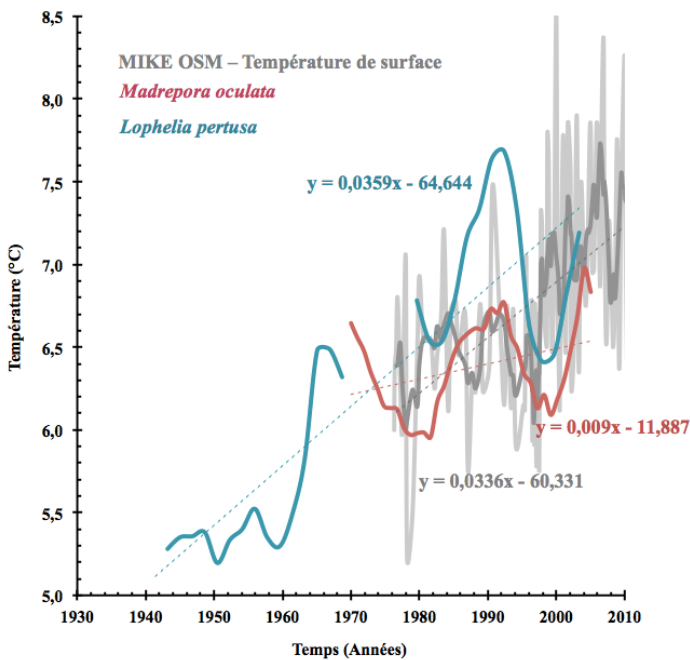 8,5
MIKE OSM – Température de surface
Madrepora oculata
8,0
Lophelia pertusa
7,5
y = 0,0359x - 64,644
7,0
Température (°C)
6,5
6,0
y = 0,009x - 11,887
y = 0,0336x - 60,331
5,5
5,0
1930 1940 1950 1960 1970 1980 1990 2000 2010
Temps (Années)